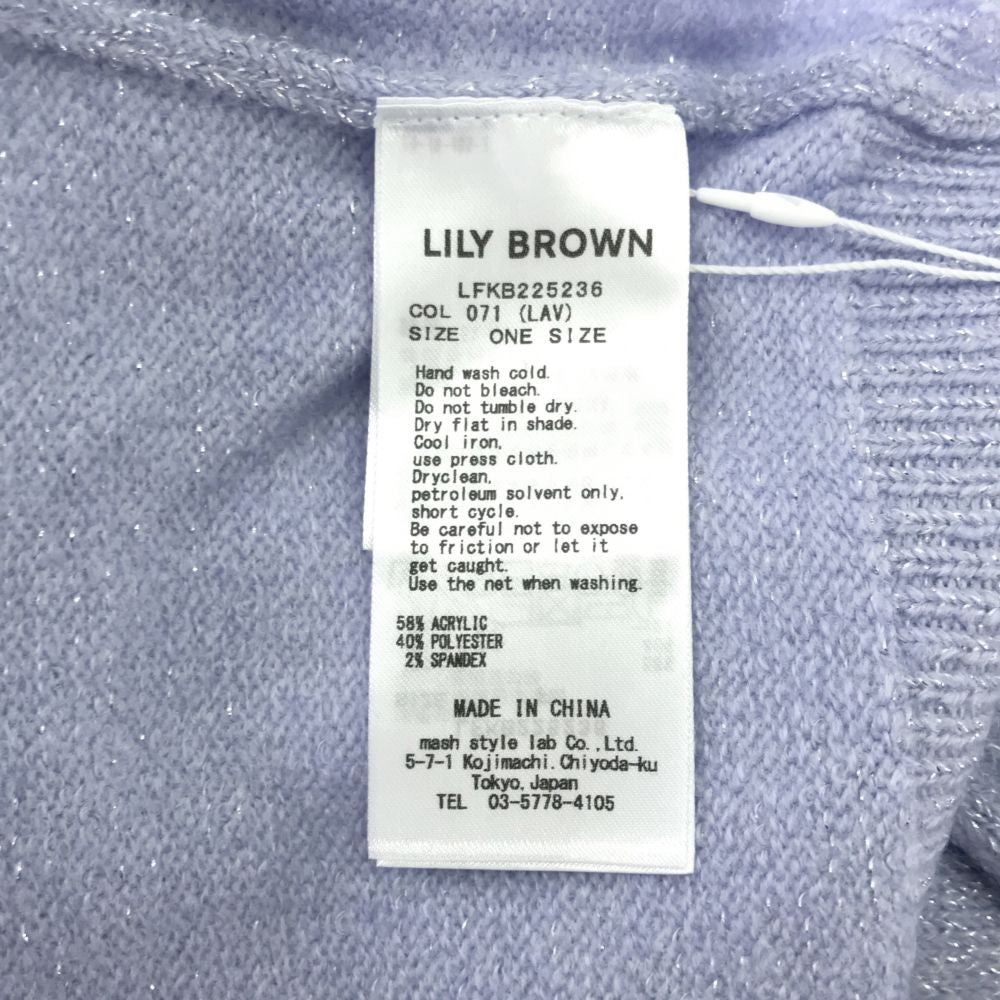 LILY BROWN
LFKB225236
COL 071 (LAV)
SIZE ONE SIZE
Hand wash cold.
Do not bleach.
Do not tumble dry.
Dry flat in shade.
Cool iron,
use press cloth.
Dryclean,
petroleum solvent only,
short cycle.
Be careful not to expose
to friction or let it
get caught.
Use the net when washing.
58% ACRYLIC
40% POLYESTER
2% SPANDEX
MADE IN CHINA
mash style lab Co.,Ltd.
5-7-1 Kojimachi.Chiyoda-ku
Tokyo.Japan
TEL 03-5778-4105